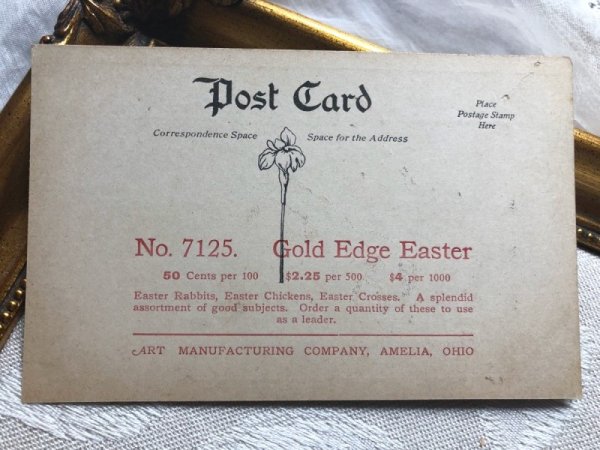 Post Card
Place
Postage Stamp
Here
Correspondence Space
Space for the Address
No. 7125. Gold Edge Easter
50 Cents per 100 $2.25 per 500 $4 per 1000
Easter Rabbits, Easter Chickens, Easter Crosses. A splendid
assortment of good subjects. Order a quantity of these to use
as a leader.
ART MANUFACTURING COMPANY, AMELIA, OHIO